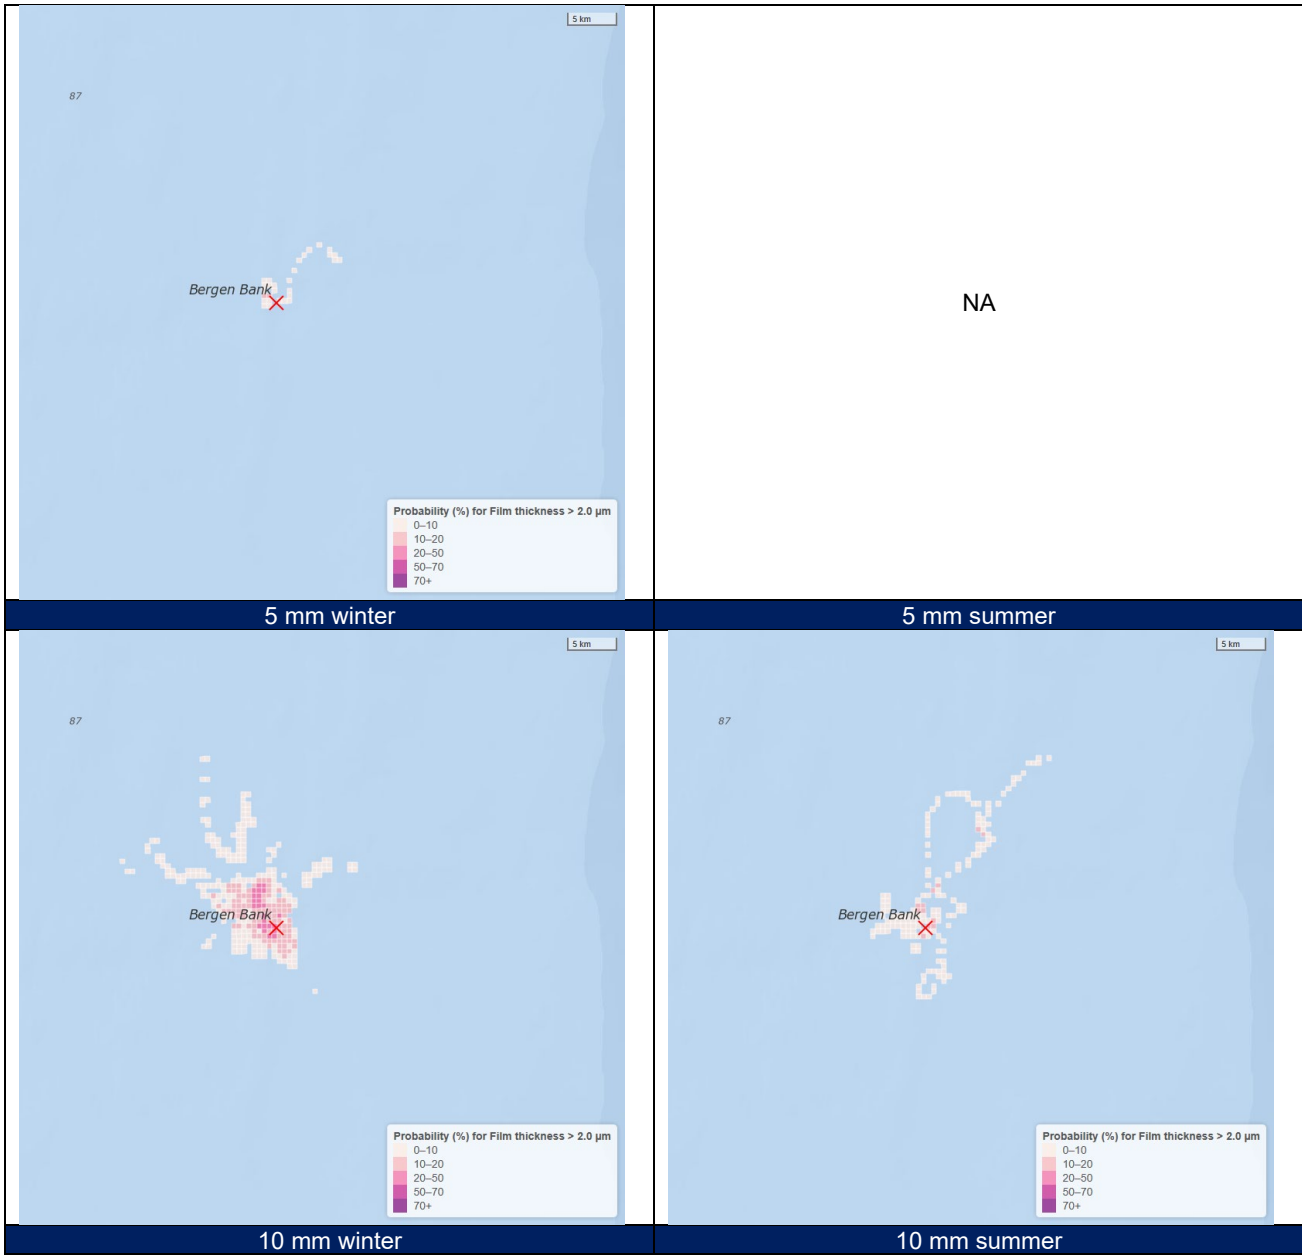 5 km
87
Bergen Bank
Probability (%) for Film thickness > 2.0 µm
0–10
10–20
20–50
50–70
70+
NA
5 mm winter
5 mm summer
5 km
87
Bergen Bank
Probability (%) for Film thickness > 2.0 µm
0–10
10–20
20–50
50–70
70+
5 km
87
Bergen Bank
Probability (%) for Film thickness > 2.0 µm
0–10
10–20
20–50
50–70
70+
10 mm winter
10 mm summer